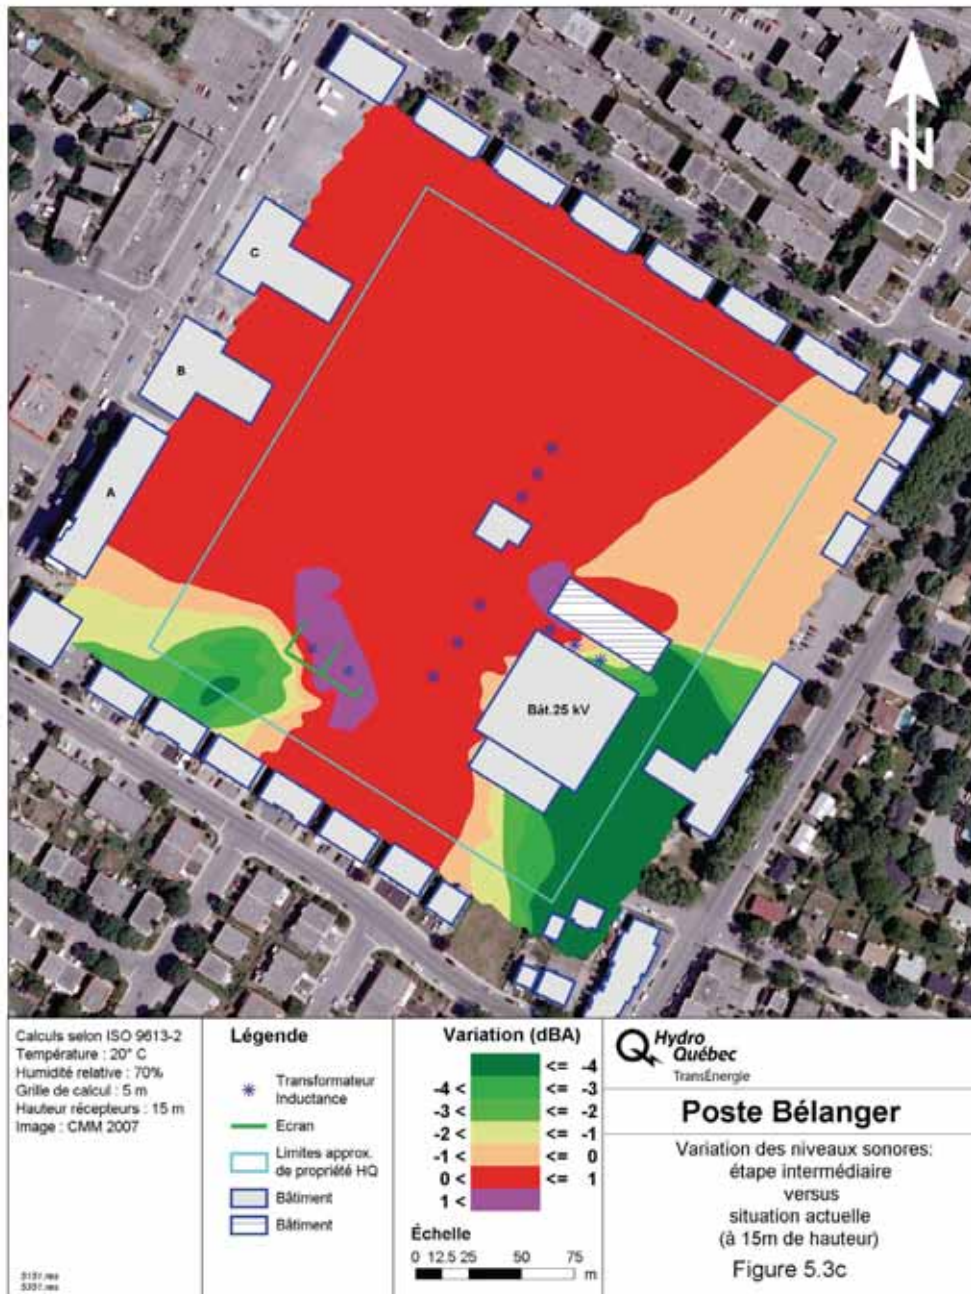 N
C
B
A
Bât.25 kV
Calculs selon ISO 9613-2
Température : 20° C
Humidité relative : 70%
Grille de calcul : 5 m
Hauteur récepteurs : 15 m
Image : CMM 2007
Légende
Transformateur
Inductance
Ecran
Limites approx.
de propriété HQ
Bâtiment
Bâtiment
Variation (dBA)
<= -4
-4 < <= -3
-3 < <= -2
-2 < <= -1
-1 < <= 0
0 < <= 1
1 <
Échelle
0 12.5 25 50 75
m
Hydro
Québec
TransÉnergie
Poste Bélanger
Variation des niveaux sonores:
étape intermédiaire
versus
situation actuelle
(à 15m de hauteur)
Figure 5.3c